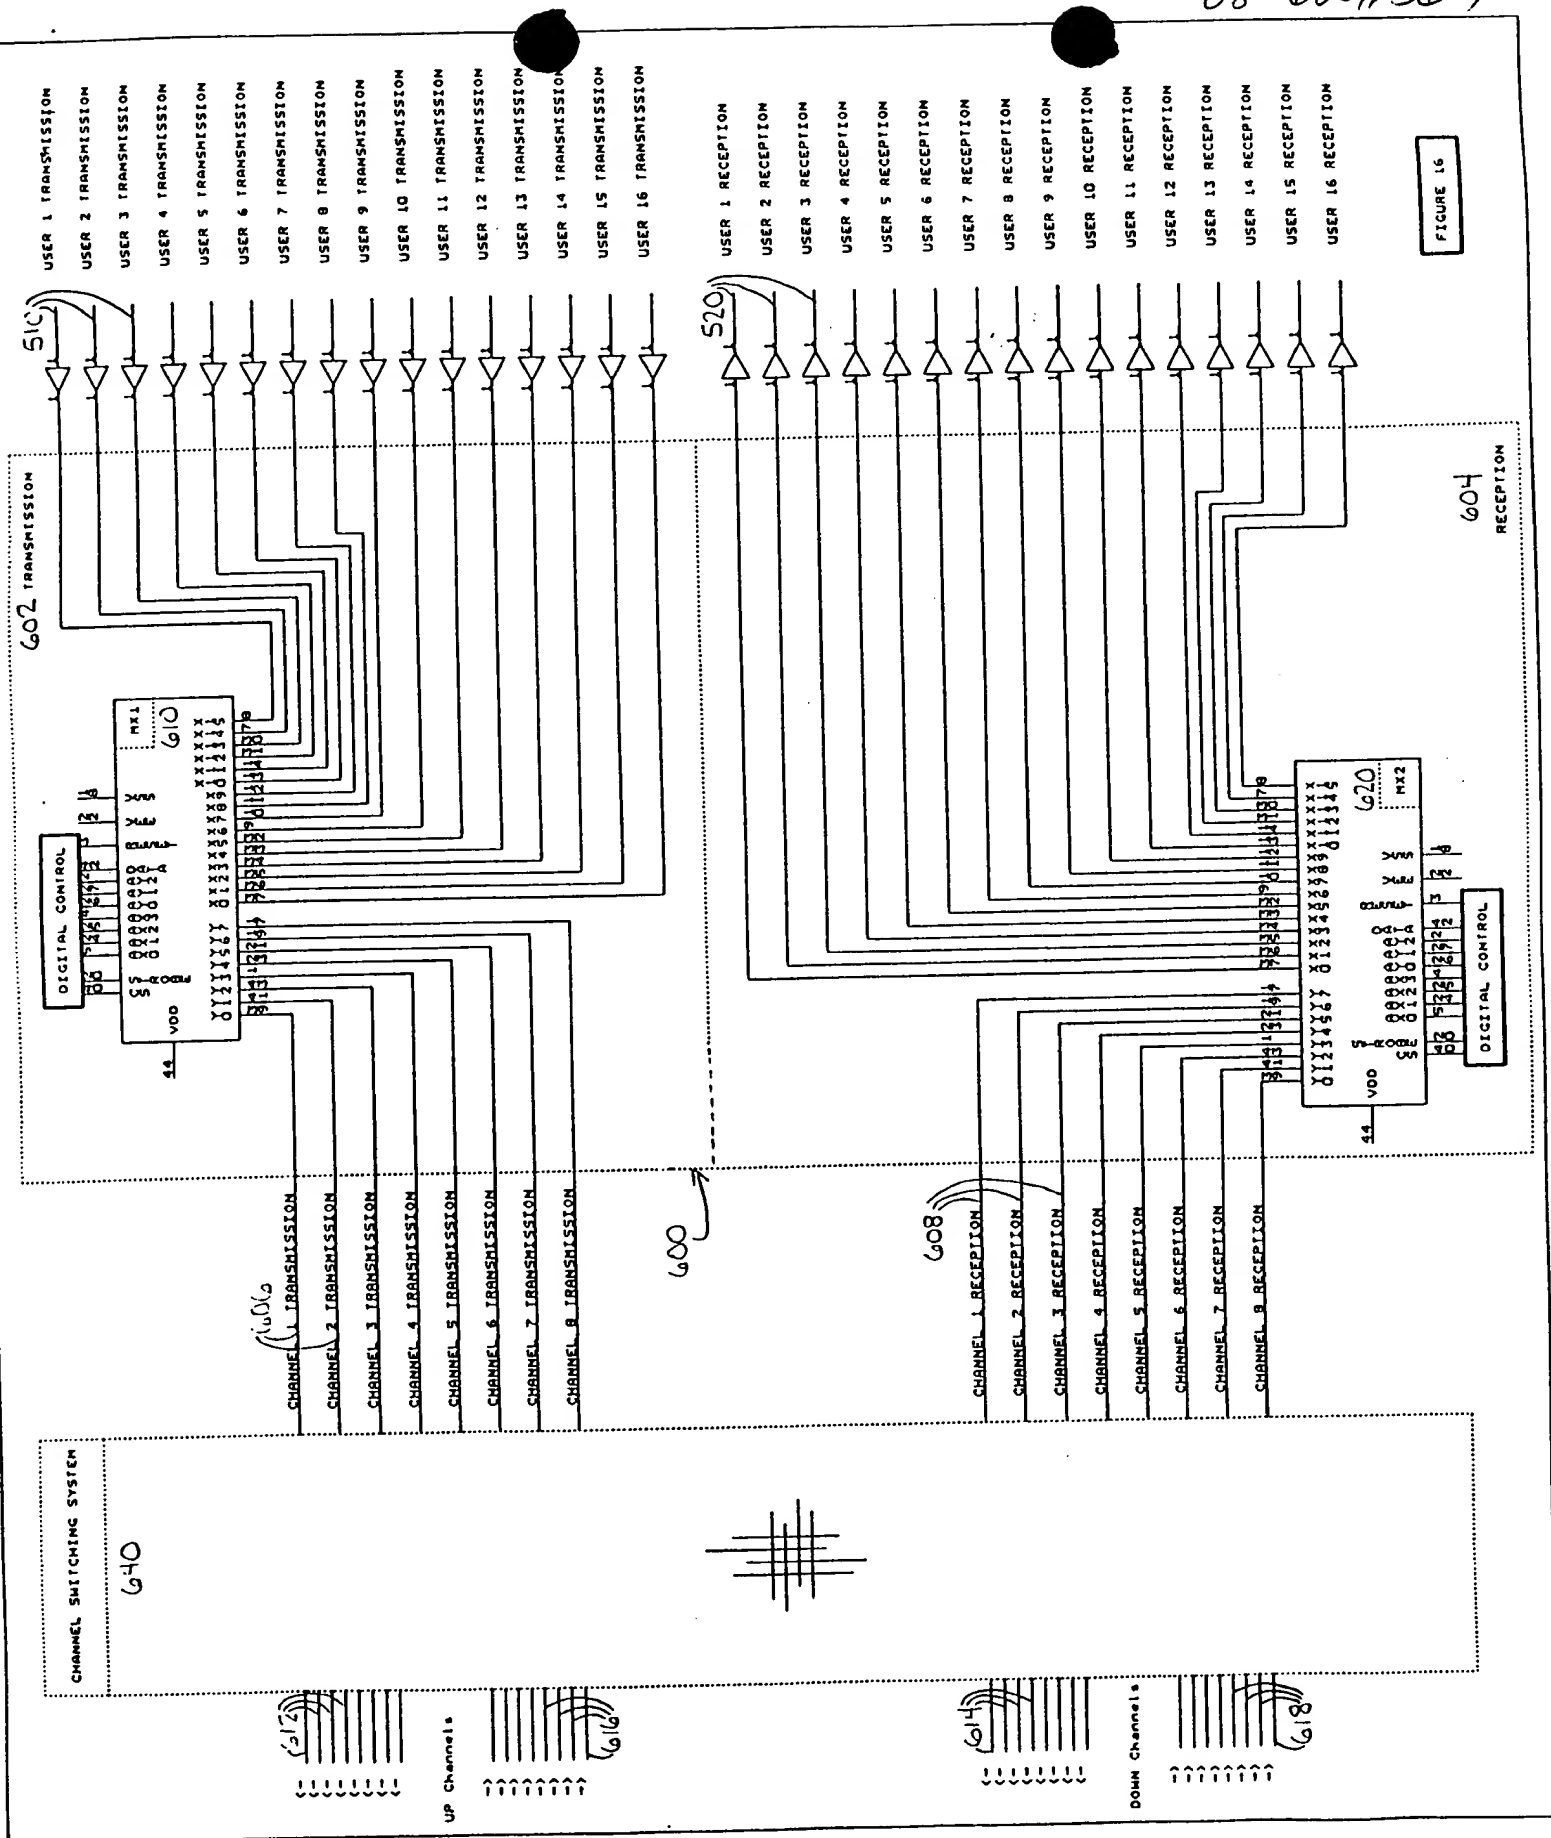 USER 1 TRANSMISSION
USER 2 TRANSMISSION
USER 3 TRANSMISSION
USER 4 TRANSMISSION
USER 5 TRANSMISSION
USER 6 TRANSMISSION
USER 7 TRANSMISSION
USER 8 TRANSMISSION
USER 9 TRANSMISSION
USER 10 TRANSMISSION
USER 11 TRANSMISSION
USER 12 TRANSMISSION
USER 13 TRANSMISSION
USER 14 TRANSMISSION
USER 15 TRANSMISSION
USER 16 TRANSMISSION
USER 1 RECEPTION
USER 2 RECEPTION
USER 3 RECEPTION
USER 4 RECEPTION
USER 5 RECEPTION
USER 6 RECEPTION
USER 7 RECEPTION
USER 8 RECEPTION
USER 9 RECEPTION
USER 10 RECEPTION
USER 11 RECEPTION
USER 12 RECEPTION
USER 13 RECEPTION
USER 14 RECEPTION
USER 15 RECEPTION
USER 16 RECEPTION
FIGURE 16
510
520
602 TRANSMISSION
604
RECEPTION
MX1
610
DIGITAL CONTROL
VDD
44
620
MX2
DIGITAL CONTROL
VDD
44
600
606
608
CHANNEL 1 TRANSMISSION
CHANNEL 2 TRANSMISSION
CHANNEL 3 TRANSMISSION
CHANNEL 4 TRANSMISSION
CHANNEL 5 TRANSMISSION
CHANNEL 6 TRANSMISSION
CHANNEL 7 TRANSMISSION
CHANNEL 8 TRANSMISSION
CHANNEL 1 RECEPTION
CHANNEL 2 RECEPTION
CHANNEL 3 RECEPTION
CHANNEL 4 RECEPTION
CHANNEL 5 RECEPTION
CHANNEL 6 RECEPTION
CHANNEL 7 RECEPTION
CHANNEL 8 RECEPTION
CHANNEL SWITCHING SYSTEM
640
612
UP Channels
616
614
DOWN Channels
618